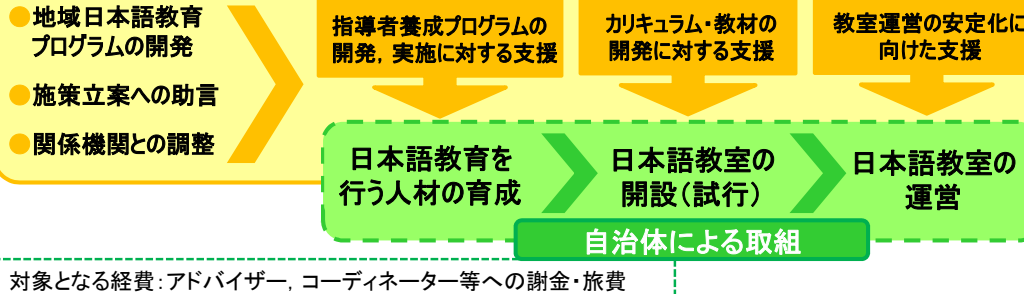 ●地域日本語教育
プログラムの開発
●施策立案への助言
●関係機関との調整
指導者養成プログラムの
開発，実施に対する支援
カリキュラム・教材の
開発に対する支援
教室運営の安定化に
向けた支援
日本語教育を
行う人材の育成
日本語教室の
開設（試行）
日本語教室の
運営
自治体による取組
対象となる経費：アドバイザー，コーディネーター等への謝金・旅費